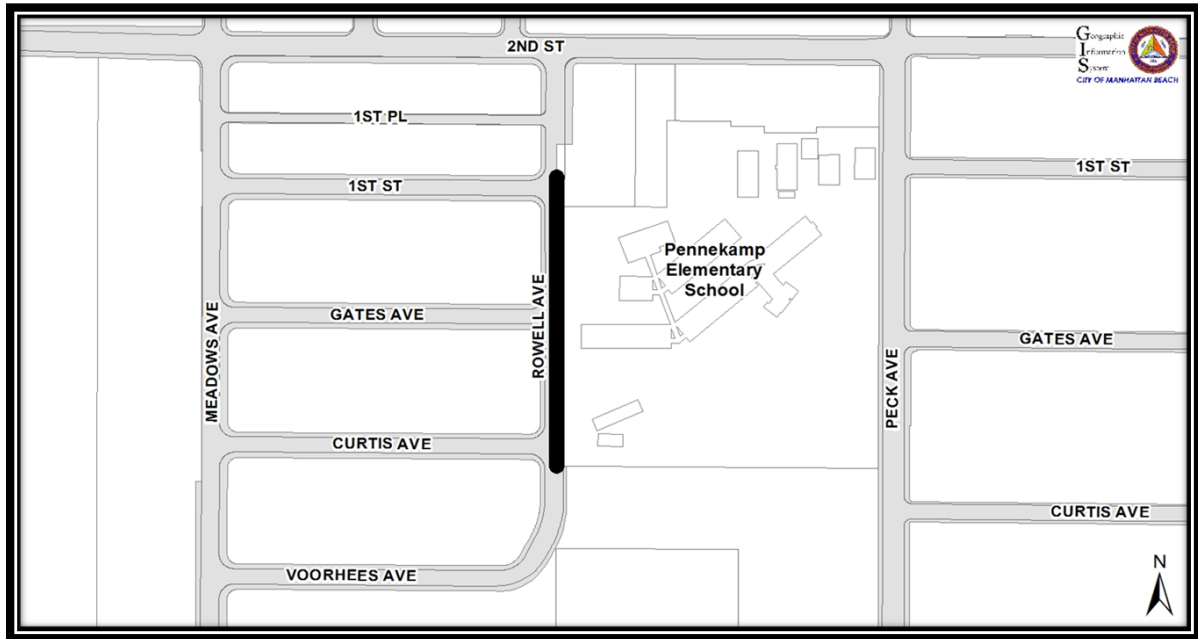 2ND ST
Geographic
Information
System
CITY OF MANHATTAN BEACH
1ST PL
1ST ST
1ST ST
Pennekamp
Elementary
School
ROWELL AVE
MEADOWS AVE
GATES AVE
GATES AVE
PECK AVE
CURTIS AVE
CURTIS AVE
VOORHEES AVE
N